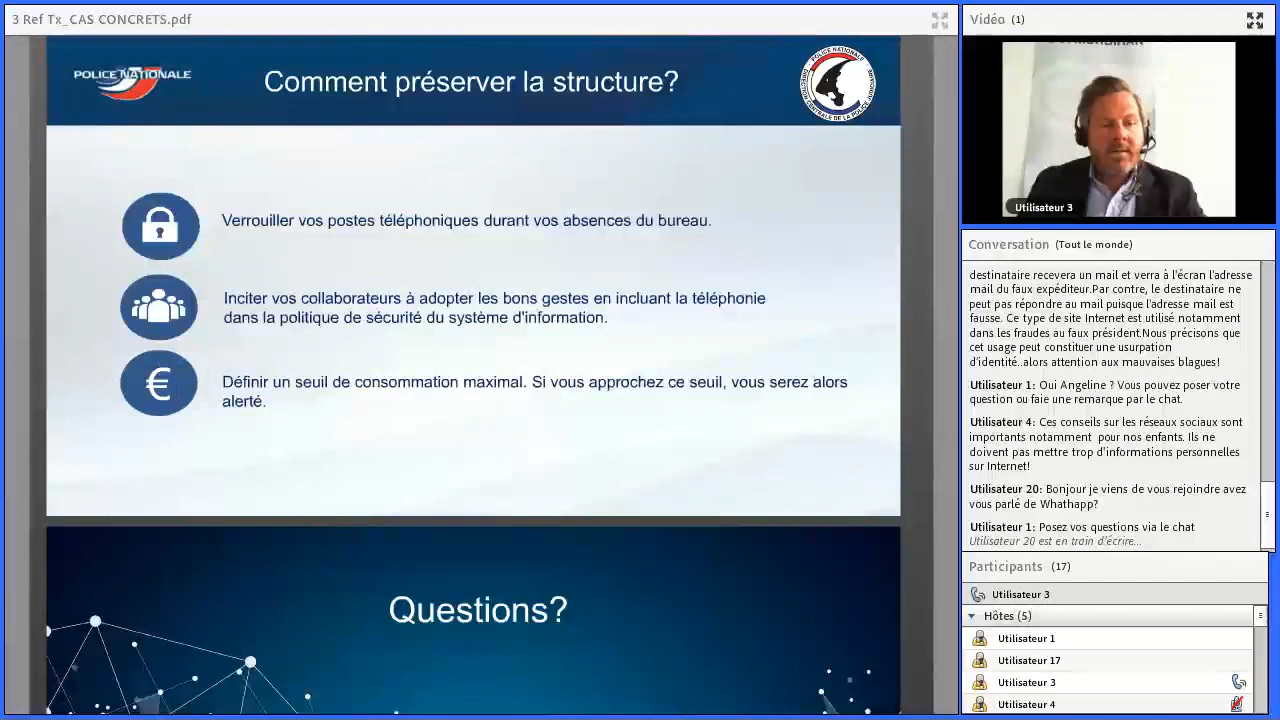 3 Ref Tx_CAS CONCRETS.pdf
POLICE NATIONALE
Comment préserver la structure?
POLICE NATIONALE
DIRECTION CENTRALE DE LA POLICE JUDICIAIRE
Verrouiller vos postes téléphoniques durant vos absences du bureau.
Inciter vos collaborateurs à adopter les bons gestes en incluant la téléphonie
dans la politique de sécurité du système d'information.
€
Définir un seuil de consommation maximal. Si vous approchez ce seuil, vous serez alors
alerté.
Questions?
Vidéo (1)
Utilisateur 3
Conversation (Tout le monde)
destinataire recevera un mail et verra à l'écran l'adresse
mail du faux expéditeur.Par contre, le destinataire ne
peut pas répondre au mail puisque l'adresse mail est
fausse. Ce type de site Internet est utilisé notamment
dans les fraudes au faux président.Nous précisons que
cet usage peut constituer une usurpation
d'identité..alors attention aux mauvaises blagues!
Utilisateur 1: Oui Angeline ? Vous pouvez poser votre
question ou faie une remarque par le chat.
Utilisateur 4: Ces conseils sur les réseaux sociaux sont
importants notamment pour nos enfants. Ils ne
doivent pas mettre trop d'informations personnelles
sur Internet!
Utilisateur 20: Bonjour je viens de vous rejoindre avez
vous parlé de Whathapp?
Utilisateur 1: Posez vos questions via le chat
Utilisateur 20 est en train d'écrire...
Participants (17)
Utilisateur 3
Hôtes (5)
Utilisateur 1
Utilisateur 17
Utilisateur 3
Utilisateur 4